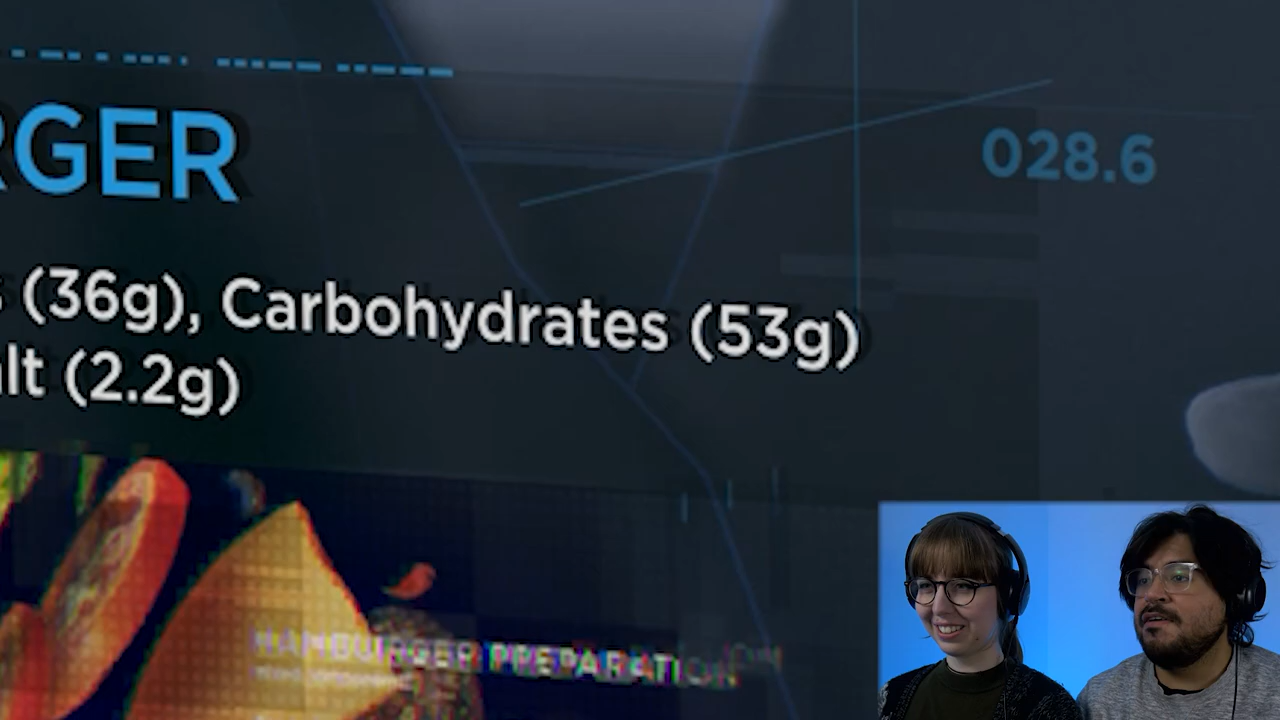 RGER
028.6
(36g), Carbohydrates (53g)
lt (2.2g)
HAMBURGER PREPARATION